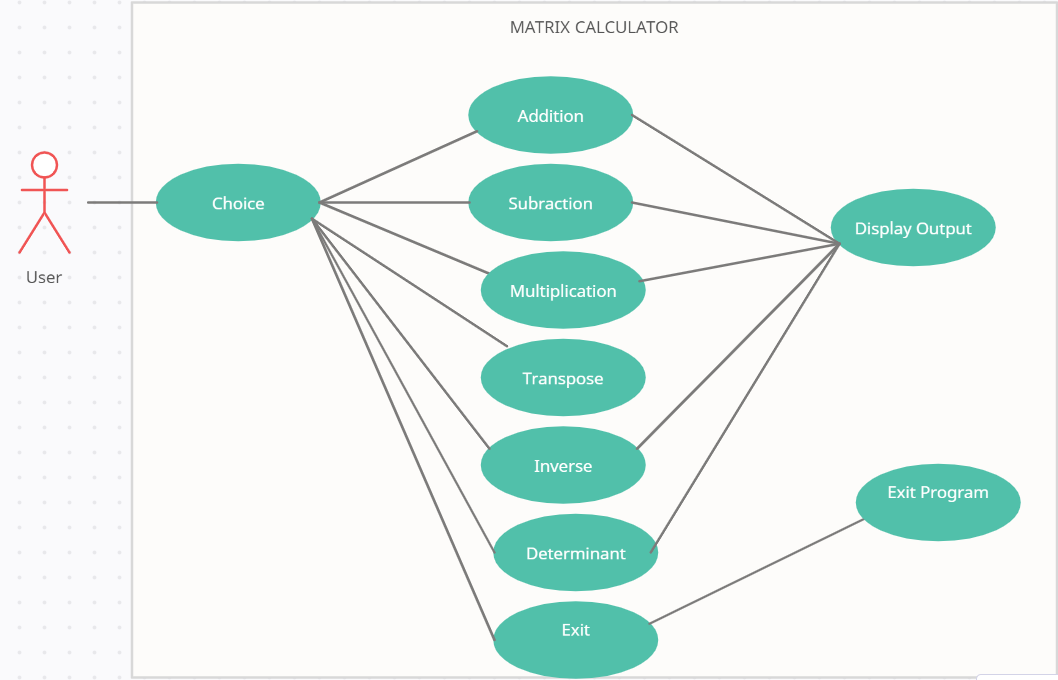 MATRIX CALCULATOR
Addition
Choice
Subraction
Display Output
User
Multiplication
Transpose
Inverse
Exit Program
Determinant
Exit